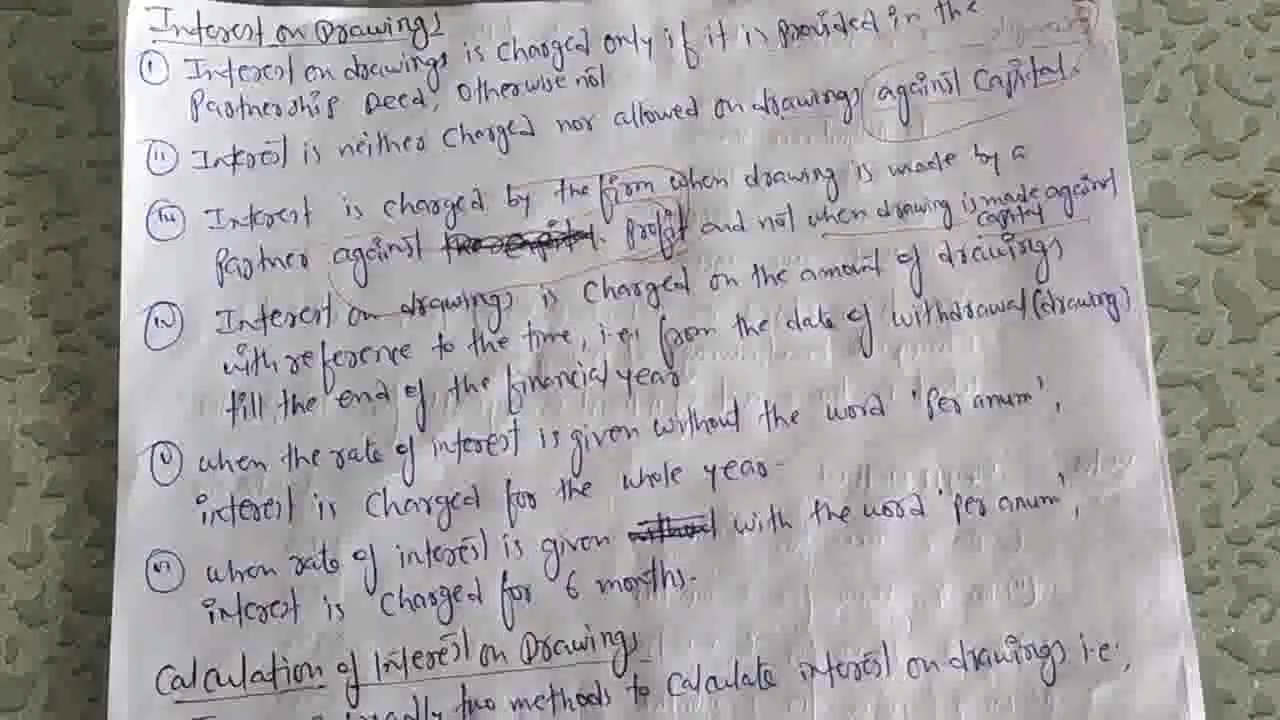 Interest on Drawings
(i) Interest on drawings is charged only if it is provided in the
Partnership Deed, otherwise not
(ii) Interest is neither charged nor allowed on drawings against Capital.
(iii) Interest is charged by the firm when drawing is made by a
Partner against profit and not when drawing is made against
capital
(iv) Interest on drawings is charged on the amount of drawings
with reference to the time, i.e; from the date of withdrawal (drawing)
till the end of the financial year
(v) when the rate of interest is given without the word 'per anum',
interest is charged for the whole year.
(vi) when rate of interest is given with the word 'per anum',
interest is charged for 6 months.
Calculation of Interest on Drawings
two methods to calculate interest on drawings i.e;